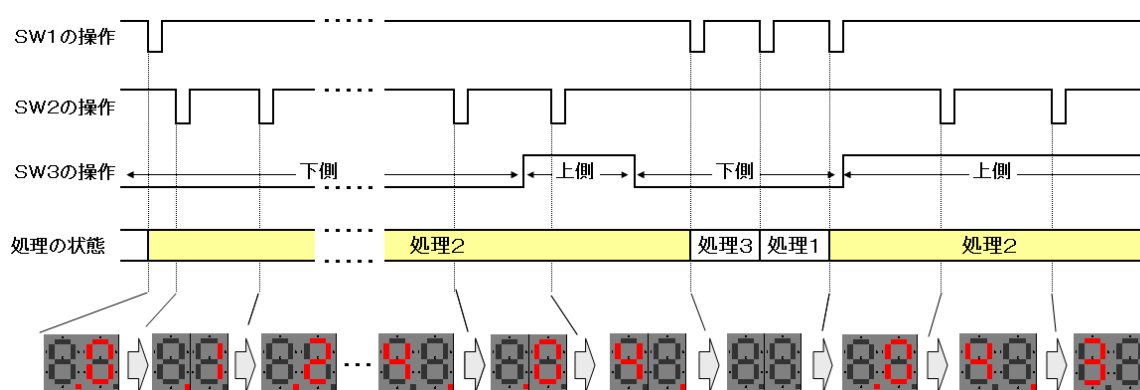 SW1の操作
SW2の操作
SW3の操作
下側
上側
下側
上側
処理の状態
処理2
処理3
処理1
処理2